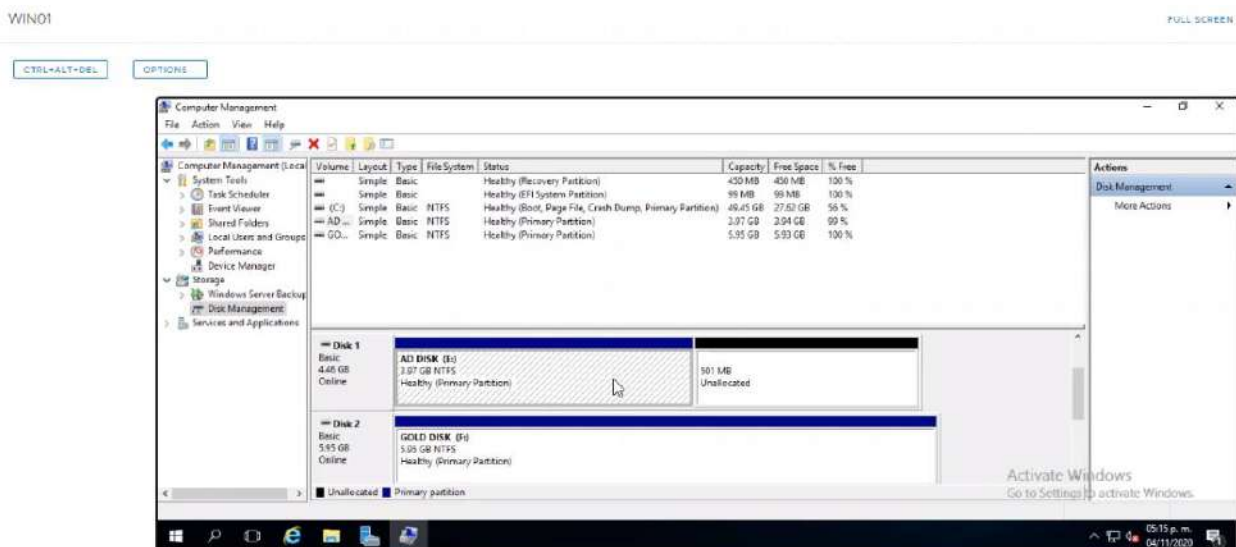 WIN01
FULL SCREEN
CTRL+ALT+DEL
OPTIONS
Computer Management
File Action View Help
Computer Management (Local
System Tools
Task Scheduler
Event Viewer
Shared Folders
Local Users and Groups
Performance
Device Manager
Storage
Windows Server Backup
Disk Management
Services and Applications
Volume Layout Type File System Status Capacity Free Space % Free
Simple Basic Healthy (Recovery Partition) 450 MB 450 MB 100 %
Simple Basic Healthy (EFI System Partition) 99 MB 99 MB 100 %
(C:) Simple Basic NTFS Healthy (Boot, Page File, Crash Dump, Primary Partition) 49.45 GB 27.62 GB 56 %
AD ... Simple Basic NTFS Healthy (Primary Partition) 3.97 GB 3.94 GB 99 %
GO... Simple Basic NTFS Healthy (Primary Partition) 5.95 GB 5.93 GB 100 %
Actions
Disk Management
More Actions
Disk 1
Basic
4.46 GB
Online
AD DISK (E:)
3.97 GB NTFS
Healthy (Primary Partition)
501 MB
Unallocated
Disk 2
Basic
5.95 GB
Online
GOLD DISK (F:)
5.95 GB NTFS
Healthy (Primary Partition)
Unallocated Primary partition
Activate Windows
Go to Settings to activate Windows.
05:15 p. m.
04/11/2020